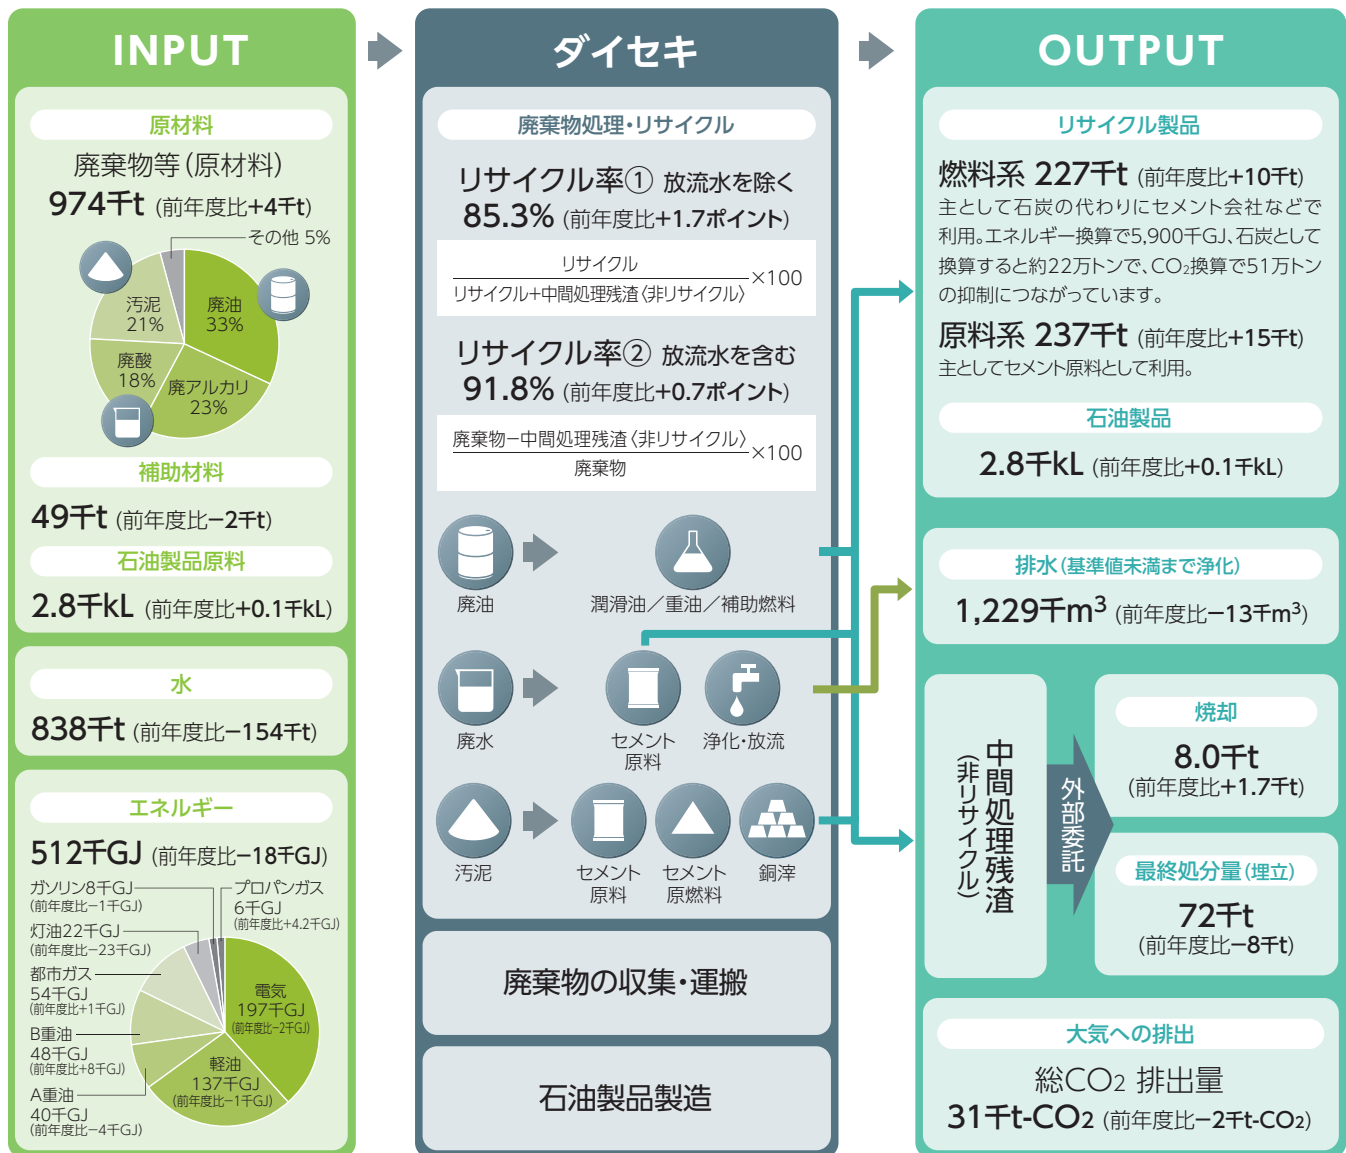 INPUT
原材料
廃棄物等(原材料)
974千t (前年度比+4千t)
その他 5%
廃油
33%
廃アルカリ
23%
廃酸
18%
汚泥
21%
補助材料
49千t (前年度比−2千t)
石油製品原料
2.8千kL (前年度比+0.1千kL)
水
838千t (前年度比−154千t)
エネルギー
512千GJ (前年度比−18千GJ)
ガソリン8千GJ
(前年度比−1千GJ)
プロパンガス
6千GJ
(前年度比+4.2千GJ)
灯油22千GJ
(前年度比−23千GJ)
都市ガス
54千GJ
(前年度比+1千GJ)
B重油
48千GJ
(前年度比+8千GJ)
A重油
40千GJ
(前年度比−4千GJ)
電気
197千GJ
(前年度比−2千GJ)
軽油
137千GJ
(前年度比−1千GJ)
ダイセキ
廃棄物処理・リサイクル
リサイクル率① 放流水を除く
85.3% (前年度比+1.7ポイント)
リサイクル
リサイクル+中間処理残渣〈非リサイクル〉
×100
リサイクル率② 放流水を含む
91.8% (前年度比+0.7ポイント)
廃棄物−中間処理残渣〈非リサイクル〉
廃棄物
×100
廃油
潤滑油／重油／補助燃料
廃水
セメント
原料
浄化・放流
汚泥
セメント
原料
セメント
原燃料
銅滓
廃棄物の収集・運搬
石油製品製造
OUTPUT
リサイクル製品
燃料系 227千t (前年度比+10千t)
主として石炭の代わりにセメント会社などで
利用。エネルギー換算で5,900千GJ、石炭として
換算すると約22万トンで、CO₂換算で51万トン
の抑制につながっています。
原料系 237千t (前年度比+15千t)
主としてセメント原料として利用。
石油製品
2.8千kL (前年度比+0.1千kL)
排水(基準値未満まで浄化)
1,229千m³ (前年度比−13千m³)
中間処理残渣
(非リサイクル)
外部委託
焼却
8.0千t
(前年度比+1.7千t)
最終処分量(埋立)
72千t
(前年度比−8千t)
大気への排出
総CO₂ 排出量
31千t-CO₂ (前年度比−2千t-CO₂)